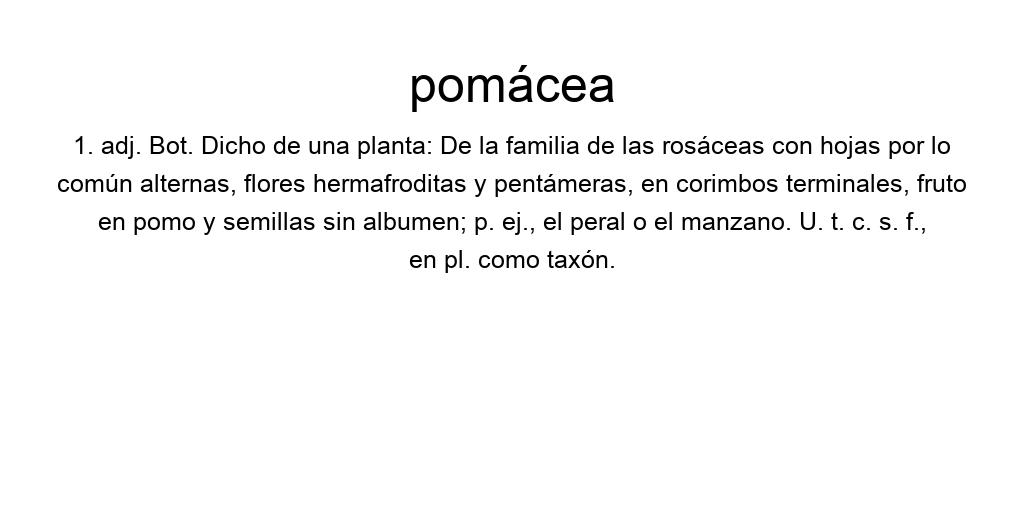 pomácea
1. adj. Bot. Dicho de una planta: De la familia de las rosáceas con hojas por lo
común alternas, flores hermafroditas y pentámeras, en corimbos terminales, fruto
en pomo y semillas sin albumen; p. ej., el peral o el manzano. U. t. c. s. f.,
en pl. como taxón.